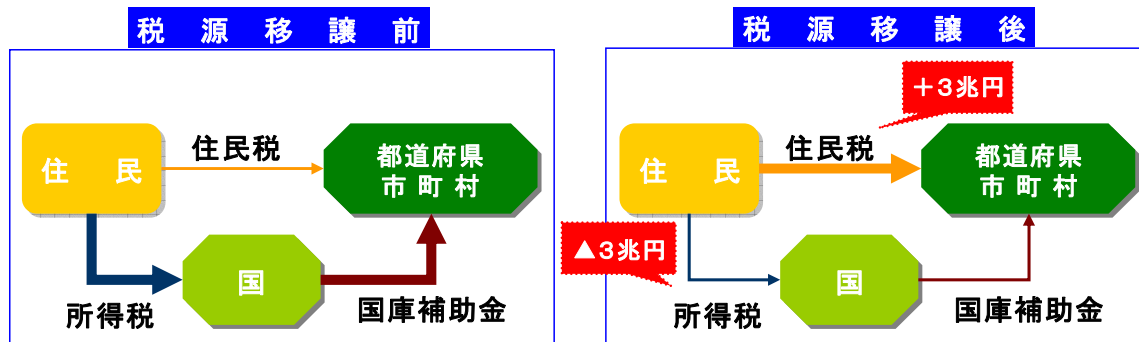 税源移譲前
住民
住民税
都道府県
市町村
国
所得税
国庫補助金
税源移譲後
＋3兆円
住民
住民税
都道府県
市町村
▲3兆円
国
所得税
国庫補助金